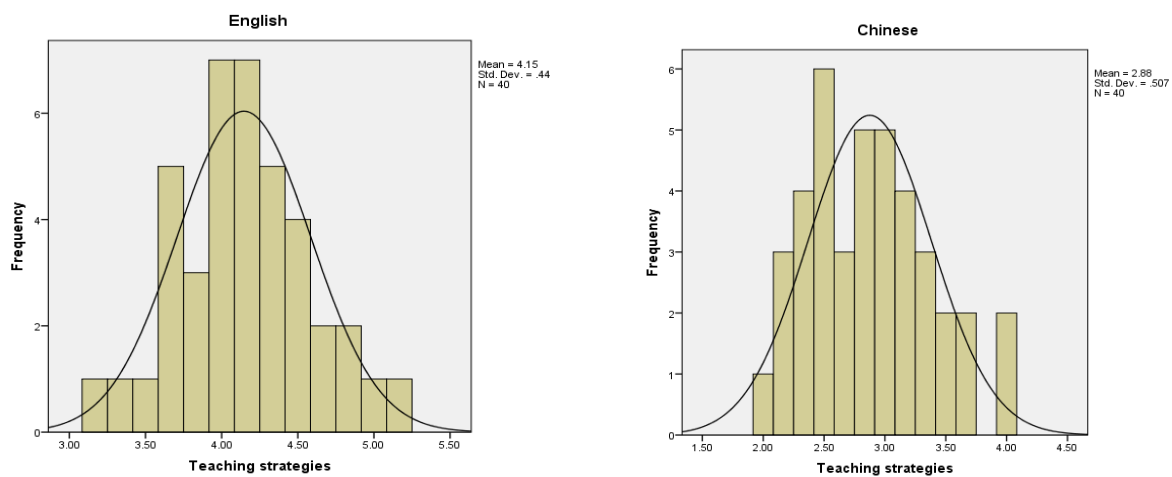 English
Mean = 4.15
Std. Dev. = .44
N = 40
Frequency
6
4
2
0
3.00 3.50 4.00 4.50 5.00 5.50
Teaching strategies
Chinese
Mean = 2.88
Std. Dev. = .507
N = 40
Frequency
6
5
4
3
2
1
0
1.50 2.00 2.50 3.00 3.50 4.00 4.50
Teaching strategies